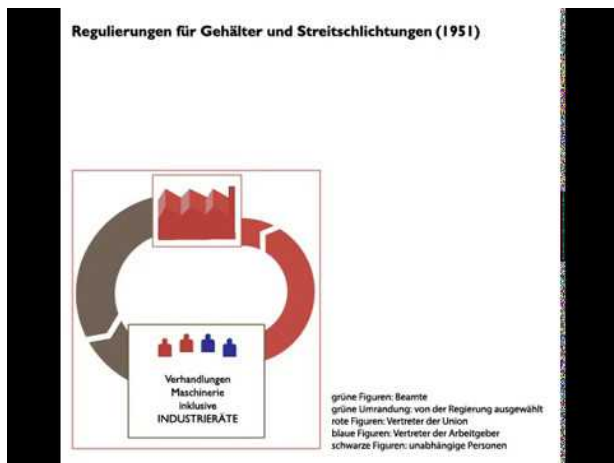 Regulierungen für Gehälter und Streitschlichtungen (1951)
Verhandlungen
Maschinerie
inklusive
INDUSTRIERÄTE
grüne Figuren: Beamte
grüne Umrandung: von der Regierung ausgewählt
rote Figuren: Vertreter der Union
blaue Figuren: Vertreter der Arbeitgeber
schwarze Figuren: unabhängige Personen